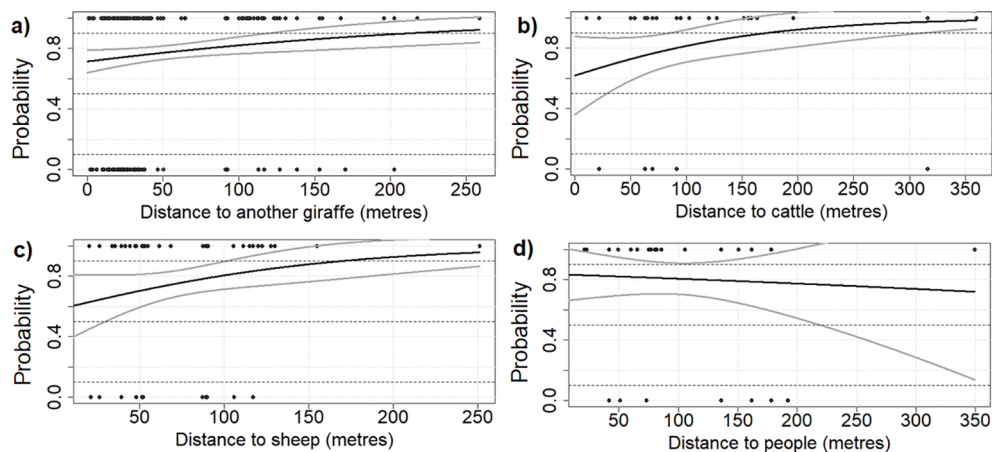 a)
Probability
0.0 0.4 0.8
0 50 100 150 200 250
Distance to another giraffe (metres)
b)
Probability
0.0 0.4 0.8
0 50 100 150 200 250 300 350
Distance to cattle (metres)
c)
Probability
0.0 0.4 0.8
50 100 150 200 250
Distance to sheep (metres)
d)
Probability
0.0 0.4 0.8
50 100 150 200 250 300 350
Distance to people (metres)